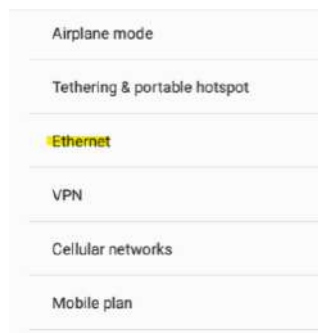 Airplane mode
Tethering & portable hotspot
Ethernet
VPN
Cellular networks
Mobile plan